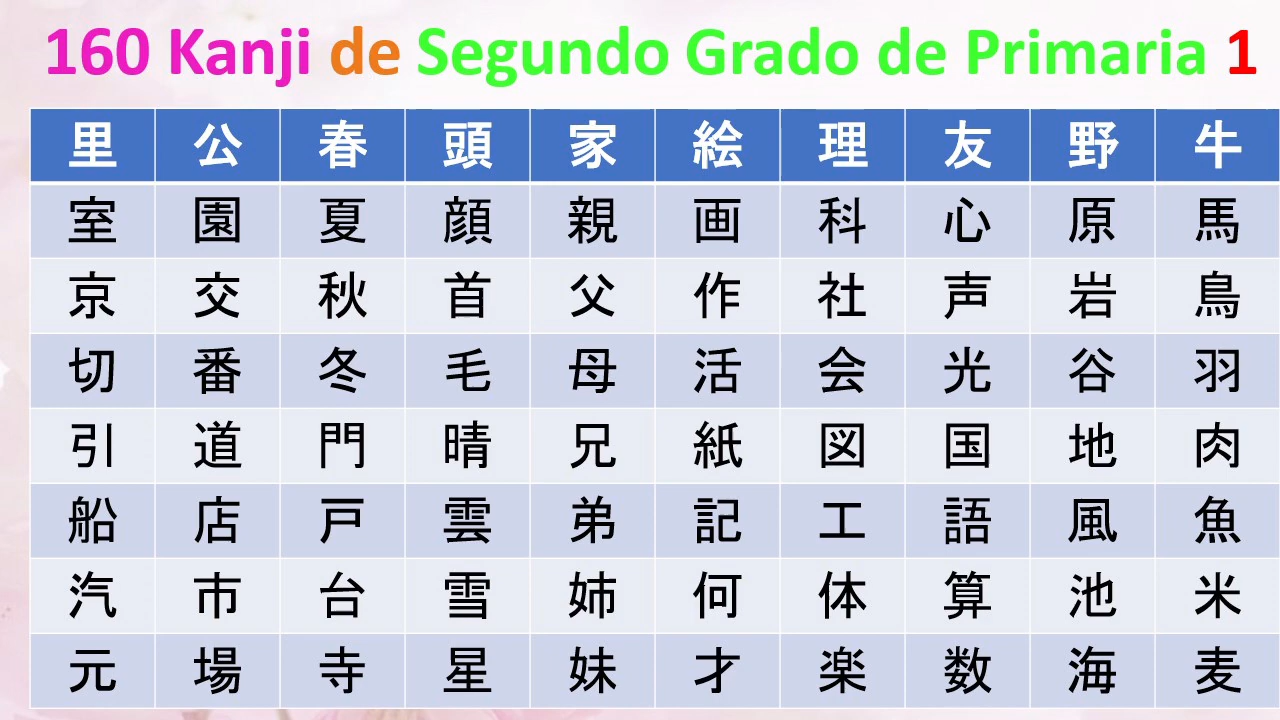 160 Kanji de Segundo Grado de Primaria 1
里 公 春 頭 家 絵 理 友 野 牛
室 園 夏 顔 親 画 科 心 原 馬
京 交 秋 首 父 作 社 声 岩 鳥
切 番 冬 毛 母 活 会 光 谷 羽
引 道 門 晴 兄 紙 図 国 地 肉
船 店 戸 雲 弟 記 工 語 風 魚
汽 市 台 雪 姉 何 体 算 池 米
元 場 寺 星 妹 才 楽 数 海 麦